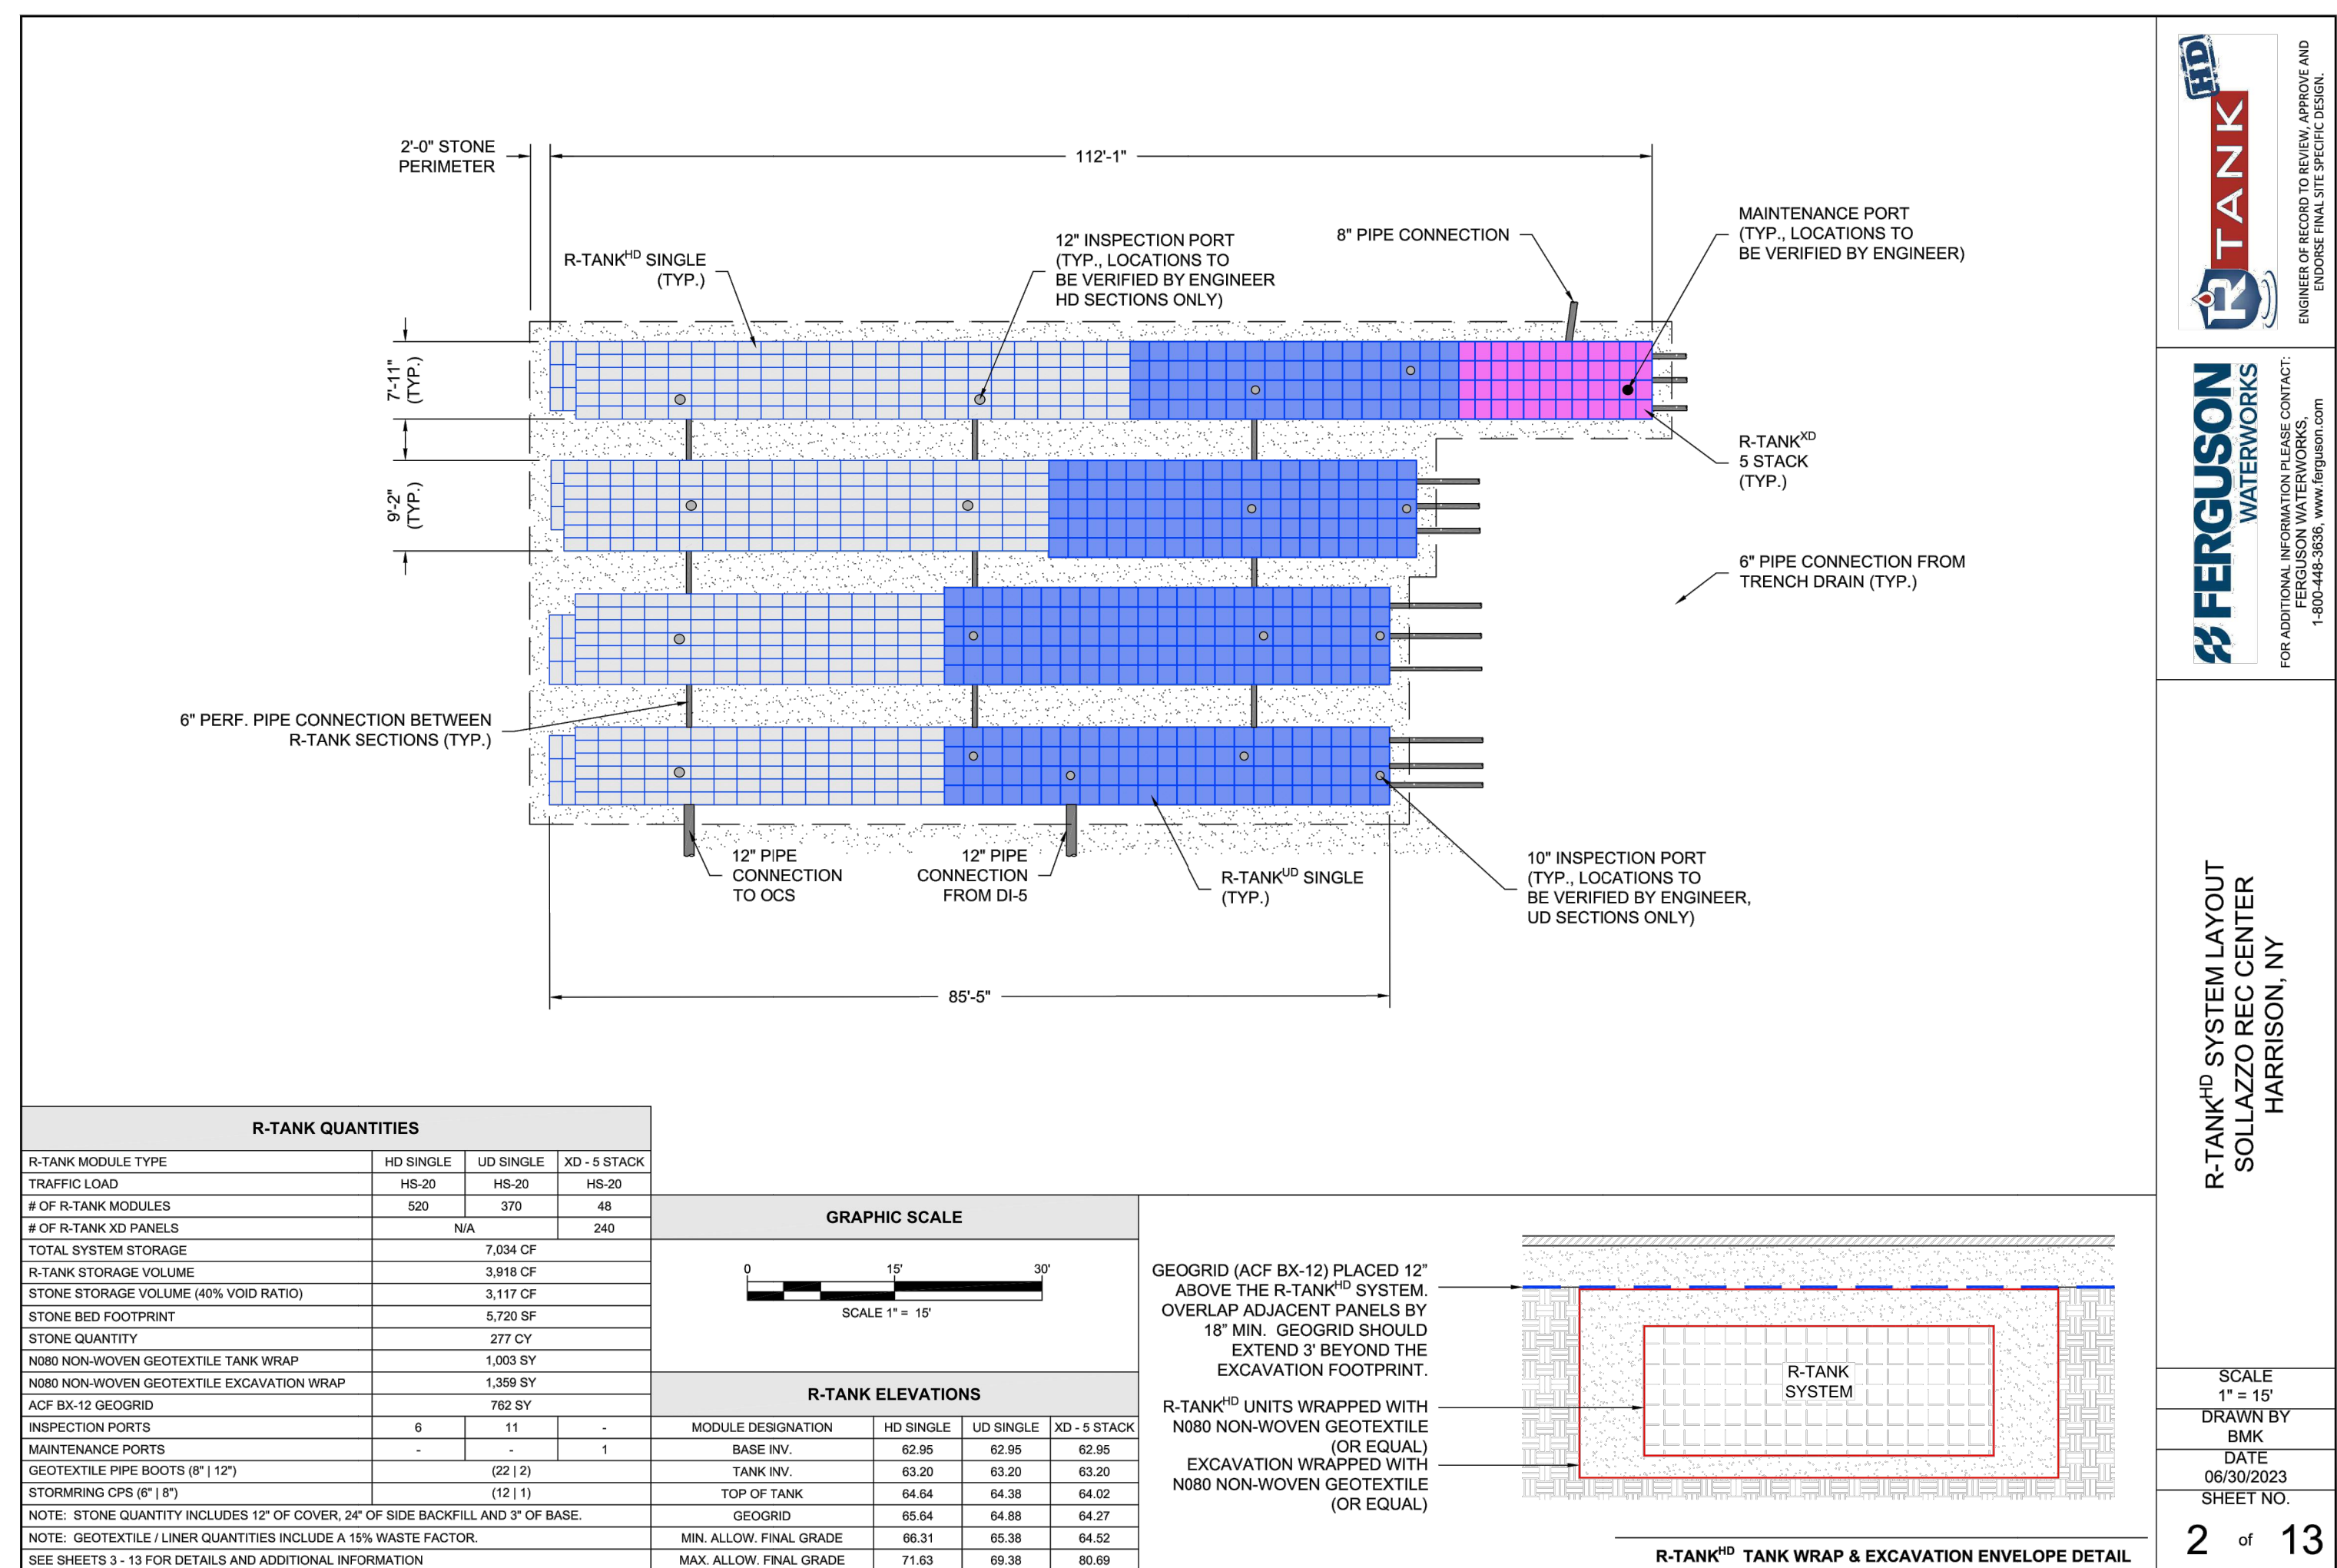 2'-0" STONE
PERIMETER
112'-1"
R-TANKHD SINGLE
(TYP.)
12" INSPECTION PORT
(TYP., LOCATIONS TO
BE VERIFIED BY ENGINEER
HD SECTIONS ONLY)
8" PIPE CONNECTION
MAINTENANCE PORT
(TYP., LOCATIONS TO
BE VERIFIED BY ENGINEER)
7'-11"
(TYP.)
9'-2"
(TYP.)
R-TANKXD
5 STACK
(TYP.)
6" PIPE CONNECTION FROM
TRENCH DRAIN (TYP.)
6" PERF. PIPE CONNECTION BETWEEN
R-TANK SECTIONS (TYP.)
12" PIPE
CONNECTION
TO OCS
12" PIPE
CONNECTION
FROM DI-5
R-TANKUD SINGLE
(TYP.)
10" INSPECTION PORT
(TYP., LOCATIONS TO
BE VERIFIED BY ENGINEER,
UD SECTIONS ONLY)
85'-5"
R-TANK QUANTITIES
R-TANK MODULE TYPE HD SINGLE UD SINGLE XD - 5 STACK
TRAFFIC LOAD HS-20 HS-20 HS-20
# OF R-TANK MODULES 520 370 48
# OF R-TANK XD PANELS N/A 240
TOTAL SYSTEM STORAGE 7,034 CF
R-TANK STORAGE VOLUME 3,918 CF
STONE STORAGE VOLUME (40% VOID RATIO) 3,117 CF
STONE BED FOOTPRINT 5,720 SF
STONE QUANTITY 277 CY
N080 NON-WOVEN GEOTEXTILE TANK WRAP 1,003 SY
N080 NON-WOVEN GEOTEXTILE EXCAVATION WRAP 1,359 SY
ACF BX-12 GEOGRID 762 SY
INSPECTION PORTS 6 11 -
MAINTENANCE PORTS - - 1
GEOTEXTILE PIPE BOOTS (8" | 12") (22 | 2)
STORMRING CPS (6" | 8") (12 | 1)
NOTE: STONE QUANTITY INCLUDES 12" OF COVER, 24" OF SIDE BACKFILL AND 3" OF BASE.
NOTE: GEOTEXTILE / LINER QUANTITIES INCLUDE A 15% WASTE FACTOR.
SEE SHEETS 3 - 13 FOR DETAILS AND ADDITIONAL INFORMATION
GRAPHIC SCALE
0 15' 30'
SCALE 1" = 15'
R-TANK ELEVATIONS
MODULE DESIGNATION HD SINGLE UD SINGLE XD - 5 STACK
BASE INV. 62.95 62.95 62.95
TANK INV. 63.20 63.20 63.20
TOP OF TANK 64.64 64.38 64.02
GEOGRID 65.64 64.88 64.27
MIN. ALLOW. FINAL GRADE 66.31 65.38 64.52
MAX. ALLOW. FINAL GRADE 71.63 69.38 80.69
GEOGRID (ACF BX-12) PLACED 12"
ABOVE THE R-TANKHD SYSTEM.
OVERLAP ADJACENT PANELS BY
18" MIN. GEOGRID SHOULD
EXTEND 3' BEYOND THE
EXCAVATION FOOTPRINT.
R-TANKHD UNITS WRAPPED WITH
N080 NON-WOVEN GEOTEXTILE
(OR EQUAL)
EXCAVATION WRAPPED WITH
N080 NON-WOVEN GEOTEXTILE
(OR EQUAL)
R-TANK
SYSTEM
R-TANKHD TANK WRAP & EXCAVATION ENVELOPE DETAIL
R TANK HD
ENGINEER OF RECORD TO REVIEW, APPROVE AND
ENDORSE FINAL SITE SPECIFIC DESIGN.
FERGUSON
WATERWORKS
FOR ADDITIONAL INFORMATION PLEASE CONTACT:
FERGUSON WATERWORKS,
1-800-448-3636, www.ferguson.com
R-TANKHD SYSTEM LAYOUT
SOLLAZZO REC CENTER
HARRISON, NY
SCALE
1" = 15'
DRAWN BY
BMK
DATE
06/30/2023
SHEET NO.
2 of 13